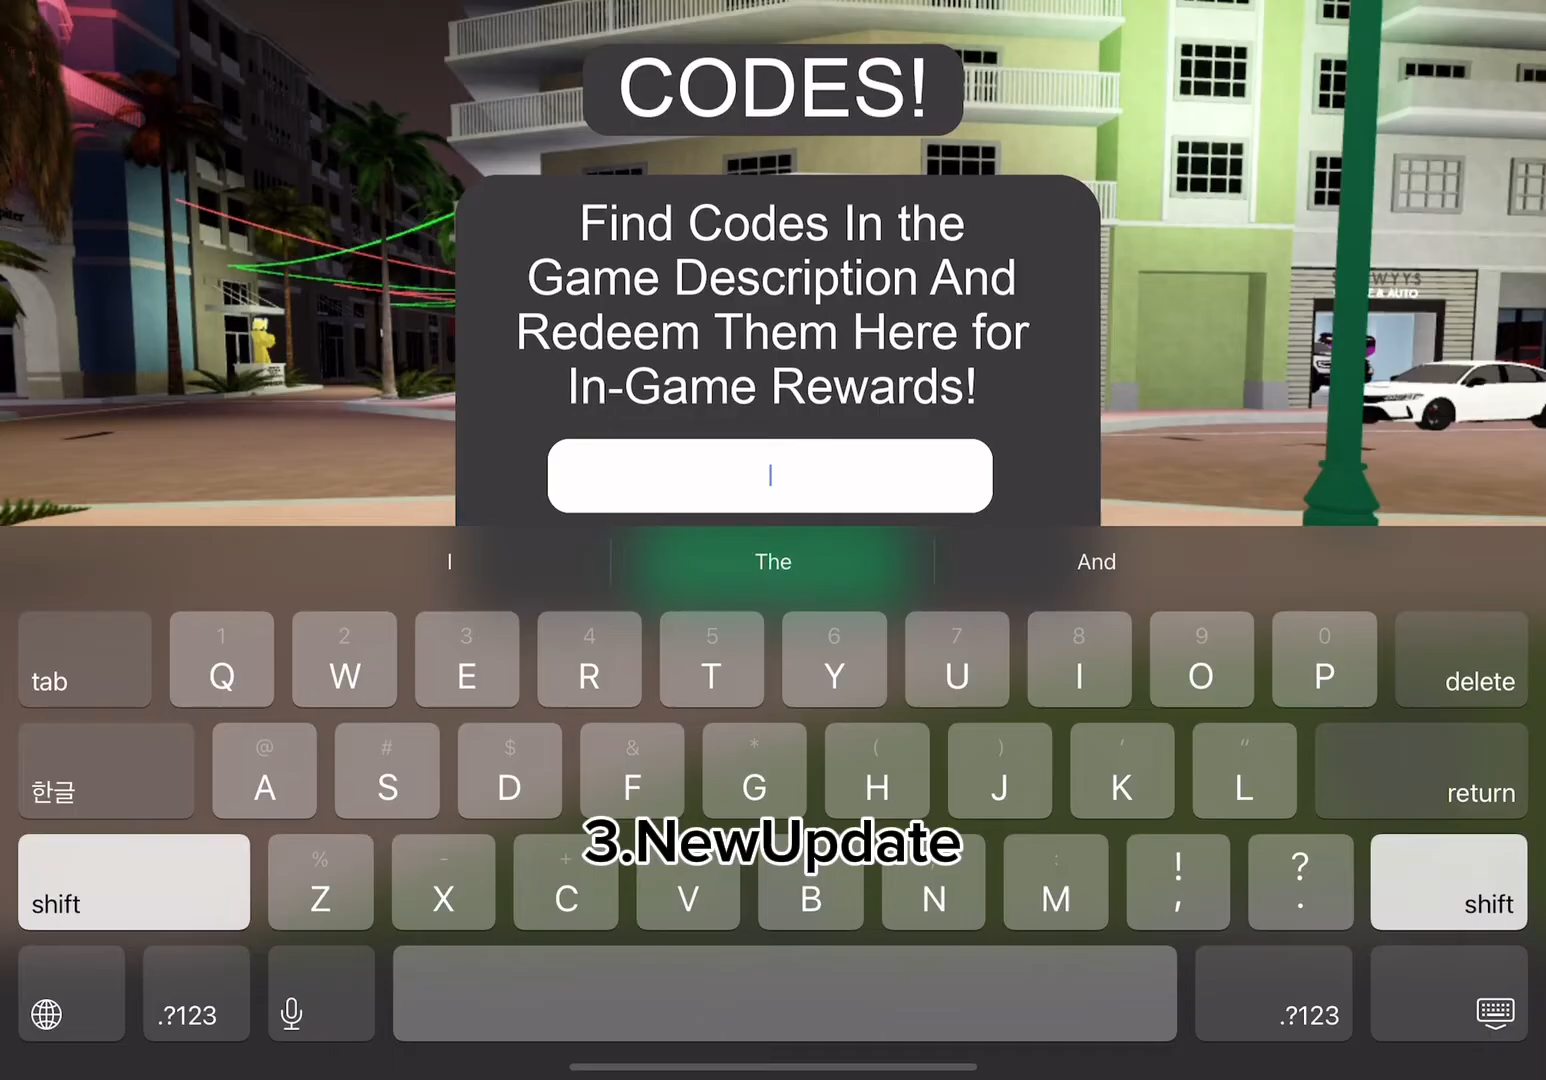 CODES!
Find Codes In the
Game Description And
Redeem Them Here for
In-Game Rewards!
& AUTO
I The And
tab 1 Q 2 W 3 E 4 R 5 T 6 Y 7 U 8 I 9 O 0 P delete
한글 @ A # S $ D & F * G ( H ) J ' K " L return
3.NewUpdate
shift % Z - X + C V B N : M ! , ? . shift
.?123 .?123